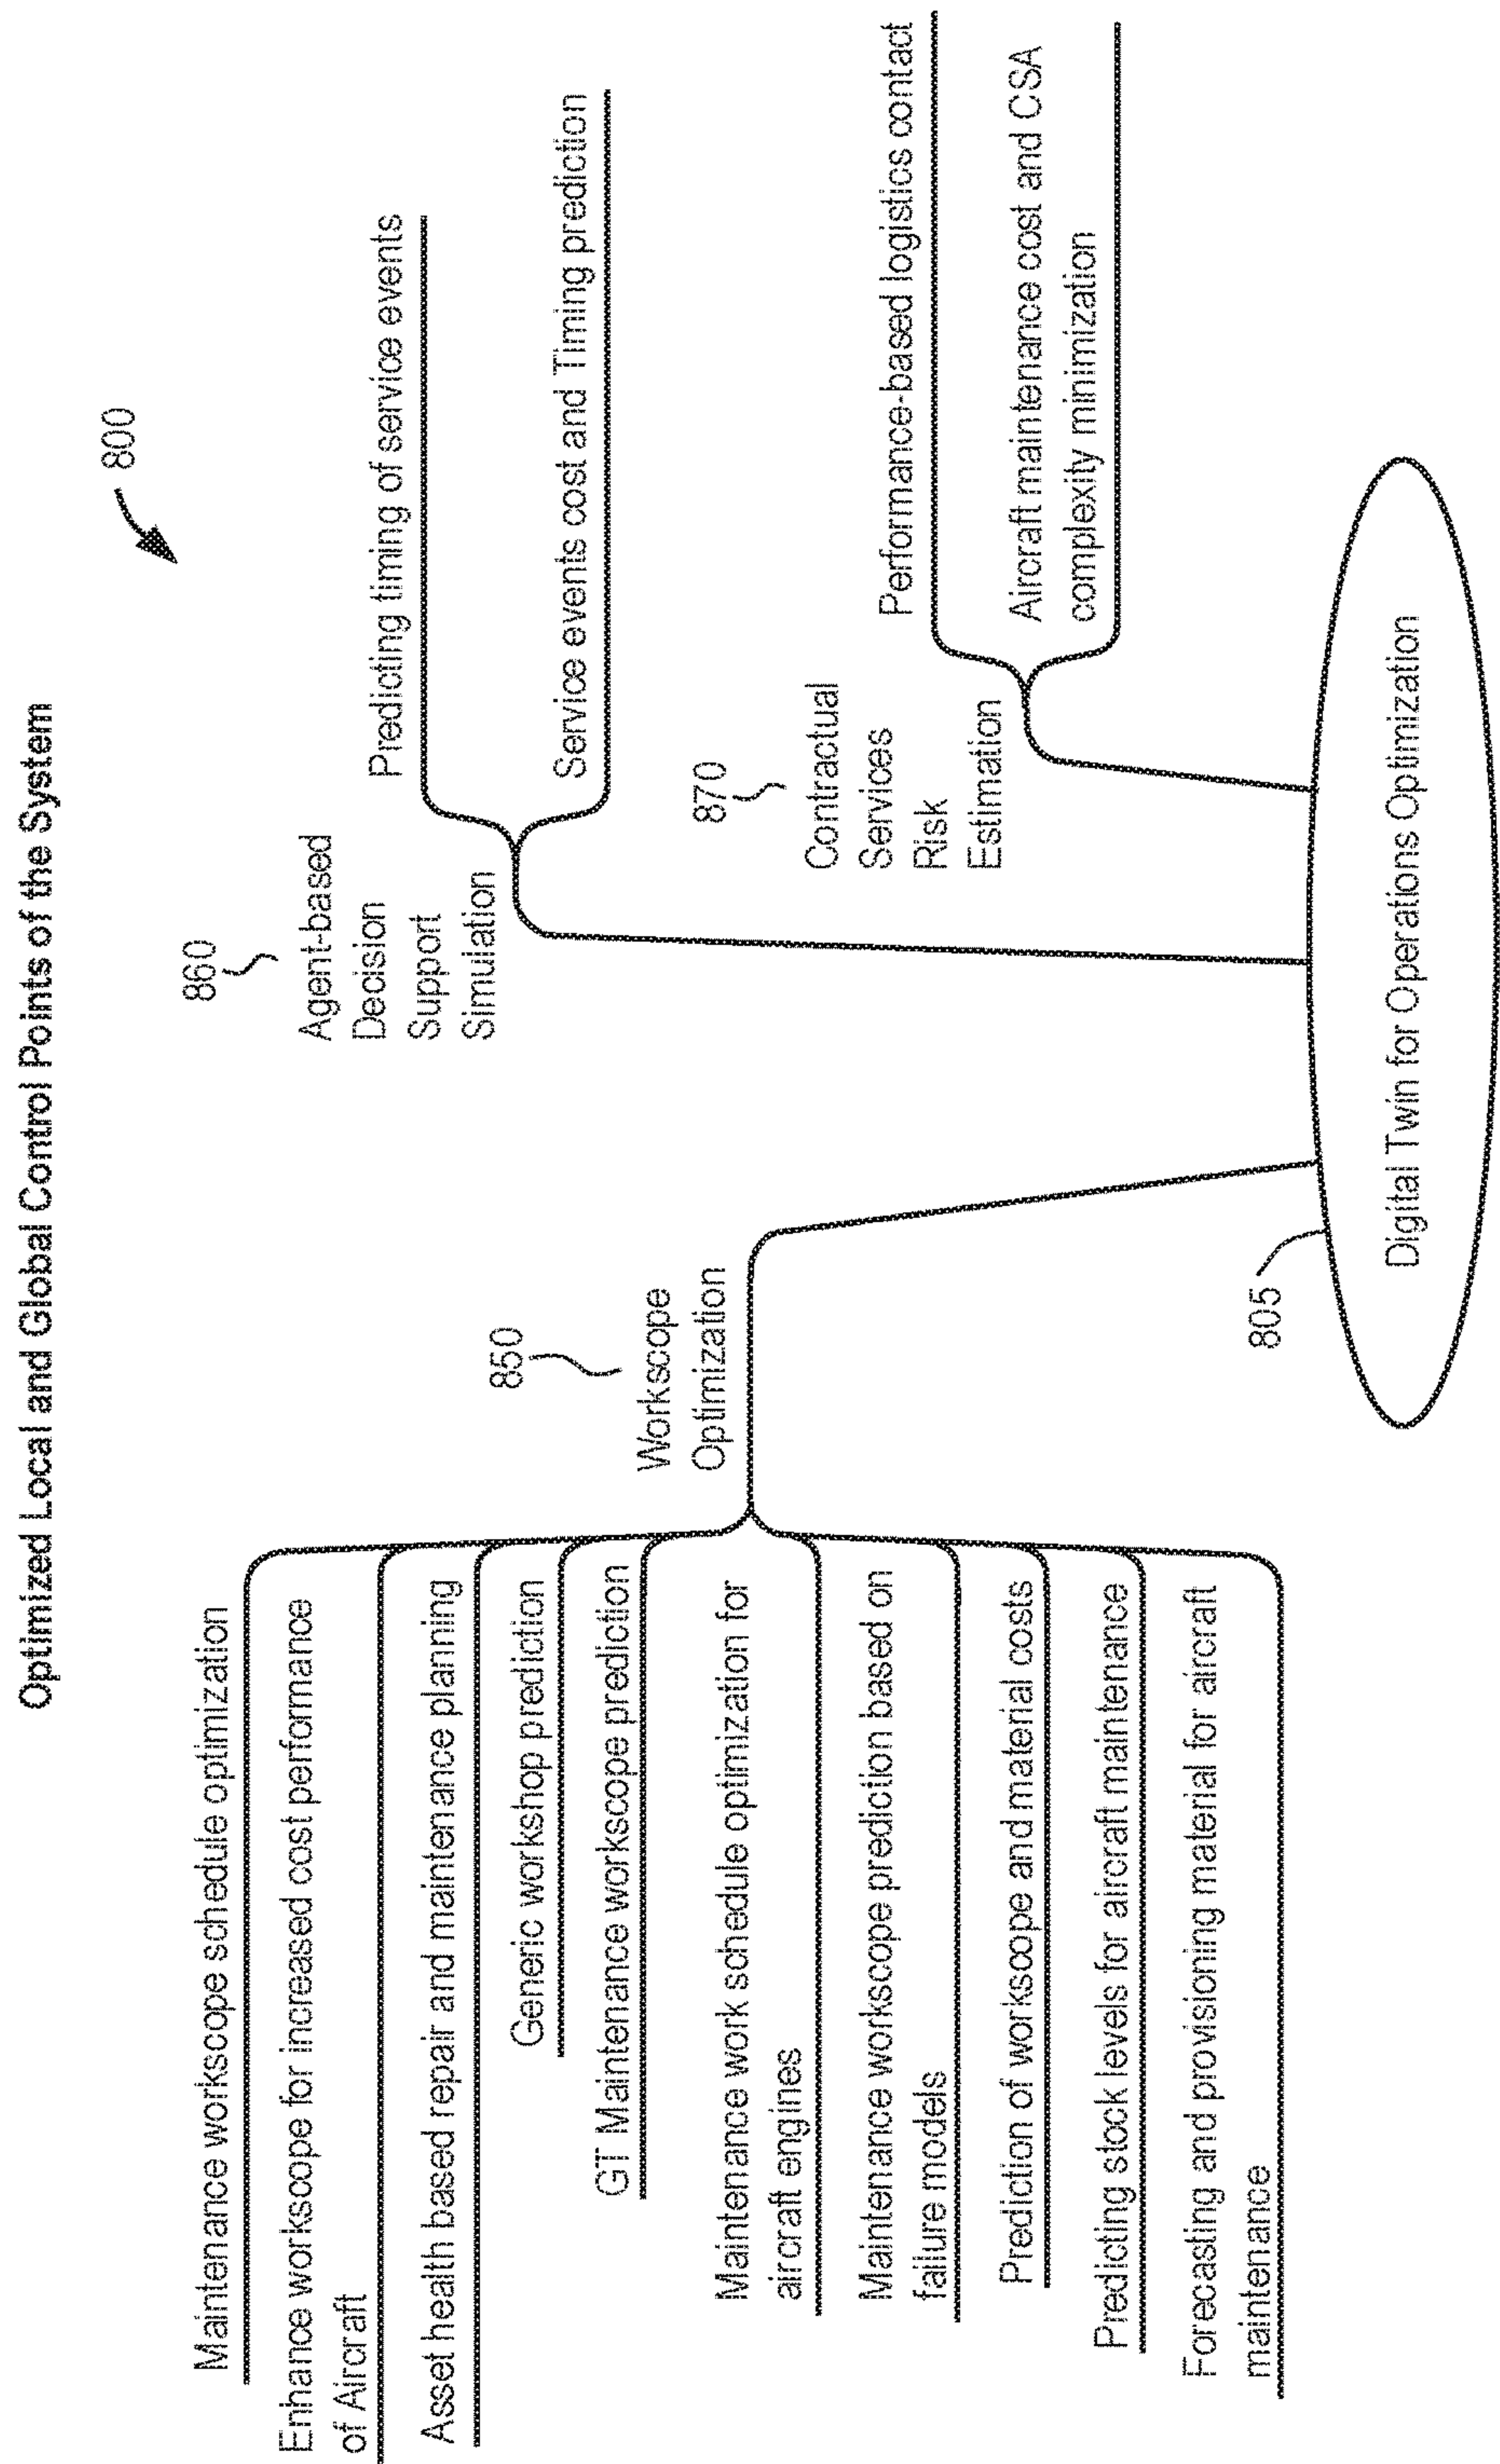 Optimized Local and Global Control Points of the System
800
Maintenance workscope schedule optimization
Enhance workscope for increased cost performance
of Aircraft
Asset health based repair and maintenance planning
Generic workshop prediction
GT Maintenance workscope prediction
Maintenance work schedule optimization for
aircraft engines
Maintenance workscope prediction based on
failure models
Prediction of workscope and material costs
Predicting stock levels for aircraft maintenance
Forecasting and provisioning material for aircraft
maintenance
850
Workscope
Optimization
860
Agent-based
Decision
Support
Simulation
Predicting timing of service events
Service events cost and Timing prediction
870
Contractual
Services
Risk
Estimation
Performance-based logistics contact
Aircraft maintenance cost and CSA
complexity minimization
805
Digital Twin for Operations Optimization